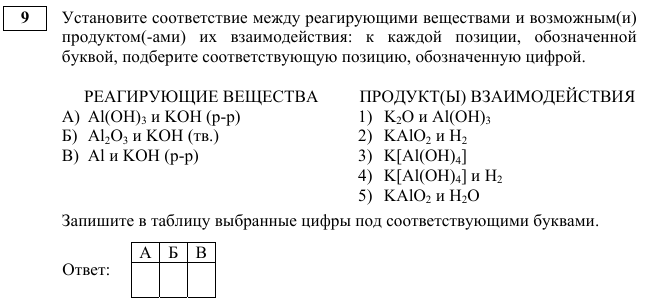 9 Установите соответствие между реагирующими веществами и возможным(и)
продуктом(-ами) их взаимодействия: к каждой позиции, обозначенной
буквой, подберите соответствующую позицию, обозначенную цифрой.
РЕАГИРУЮЩИЕ ВЕЩЕСТВА ПРОДУКТ(Ы) ВЗАИМОДЕЙСТВИЯ
А) Al(OH)₃ и KOH (р-р) 1) K₂O и Al(OH)₃
Б) Al₂O₃ и KOH (тв.) 2) KAlO₂ и H₂
В) Al и KOH (р-р) 3) K[Al(OH)₄]
4) K[Al(OH)₄] и H₂
5) KAlO₂ и H₂O
Запишите в таблицу выбранные цифры под соответствующими буквами.
А Б В
Ответ: